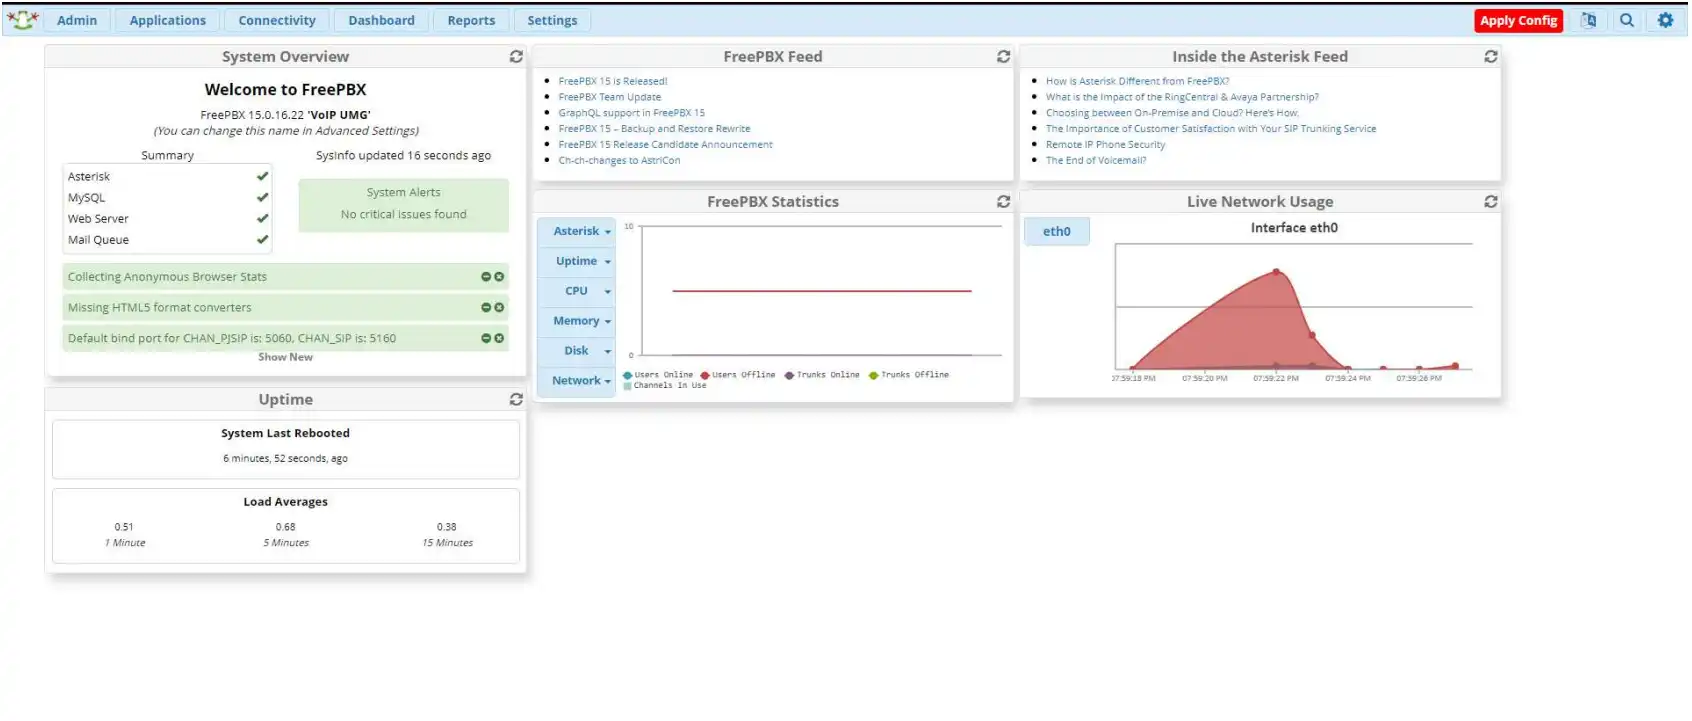 Admin Applications Connectivity Dashboard Reports Settings Apply Config
System Overview
Welcome to FreePBX
FreePBX 15.0.16.22 'VoIP UMG'
(You can change this name in Advanced Settings)
Summary
Asterisk
MySQL
Web Server
Mail Queue
SysInfo updated 16 seconds ago
System Alerts
No critical issues found
Collecting Anonymous Browser Stats
Missing HTML5 format converters
Default bind port for CHAN_PJSIP is: 5060, CHAN_SIP is: 5160
Show New
Uptime
System Last Rebooted
6 minutes, 52 seconds, ago
Load Averages
0.51 0.68 0.38
1 Minute 5 Minutes 15 Minutes
FreePBX Feed
FreePBX 15 is Released!
FreePBX Team Update
GraphQL support in FreePBX 15
FreePBX 15 – Backup and Restore Rewrite
FreePBX 15 Release Candidate Announcement
Ch-ch-changes to AstriCon
FreePBX Statistics
Asterisk
Uptime
CPU
Memory
Disk
Network
10
0
Users Online Users Offline Trunks Online Trunks Offline
Channels In Use
Inside the Asterisk Feed
How is Asterisk Different from FreePBX?
What is the Impact of the RingCentral & Avaya Partnership?
Choosing between On-Premise and Cloud? Here's How.
The Importance of Customer Satisfaction with Your SIP Trunking Service
Remote IP Phone Security
The End of Voicemail?
Live Network Usage
eth0
Interface eth0
07:59:18 PM 07:59:20 PM 07:59:22 PM 07:59:24 PM 07:59:26 PM